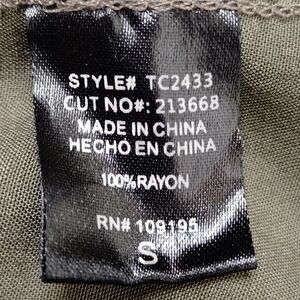 STYLE# TC2433
CUT NO#: 213668
MADE IN CHINA
HECHO EN CHINA
100%RAYON
RN# 109195
S